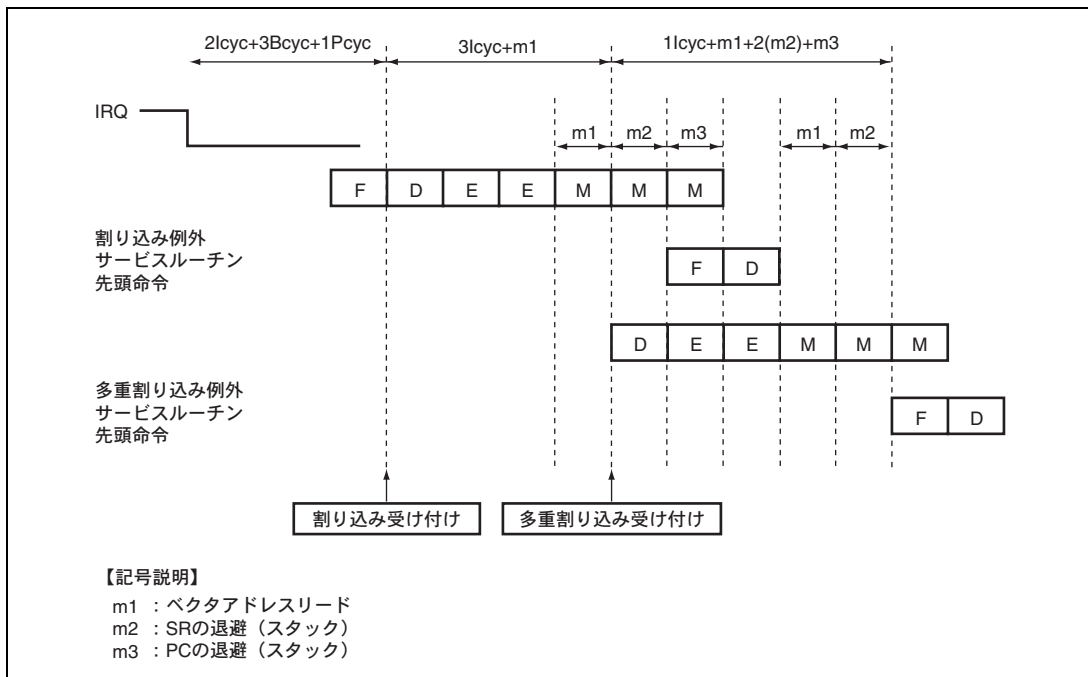 2Icyc+3Bcyc+1Pcyc 3Icyc+m1 1Icyc+m1+2(m2)+m3
IRQ
m1 m2 m3 m1 m2
F D E E M M M
割り込み例外
サービスルーチン
先頭命令
F D
D E E M M M
多重割り込み例外
サービスルーチン
先頭命令
F D
割り込み受け付け 多重割り込み受け付け
【記号説明】
m1 : ベクタアドレスリード
m2 : SRの退避（スタック）
m3 : PCの退避（スタック）